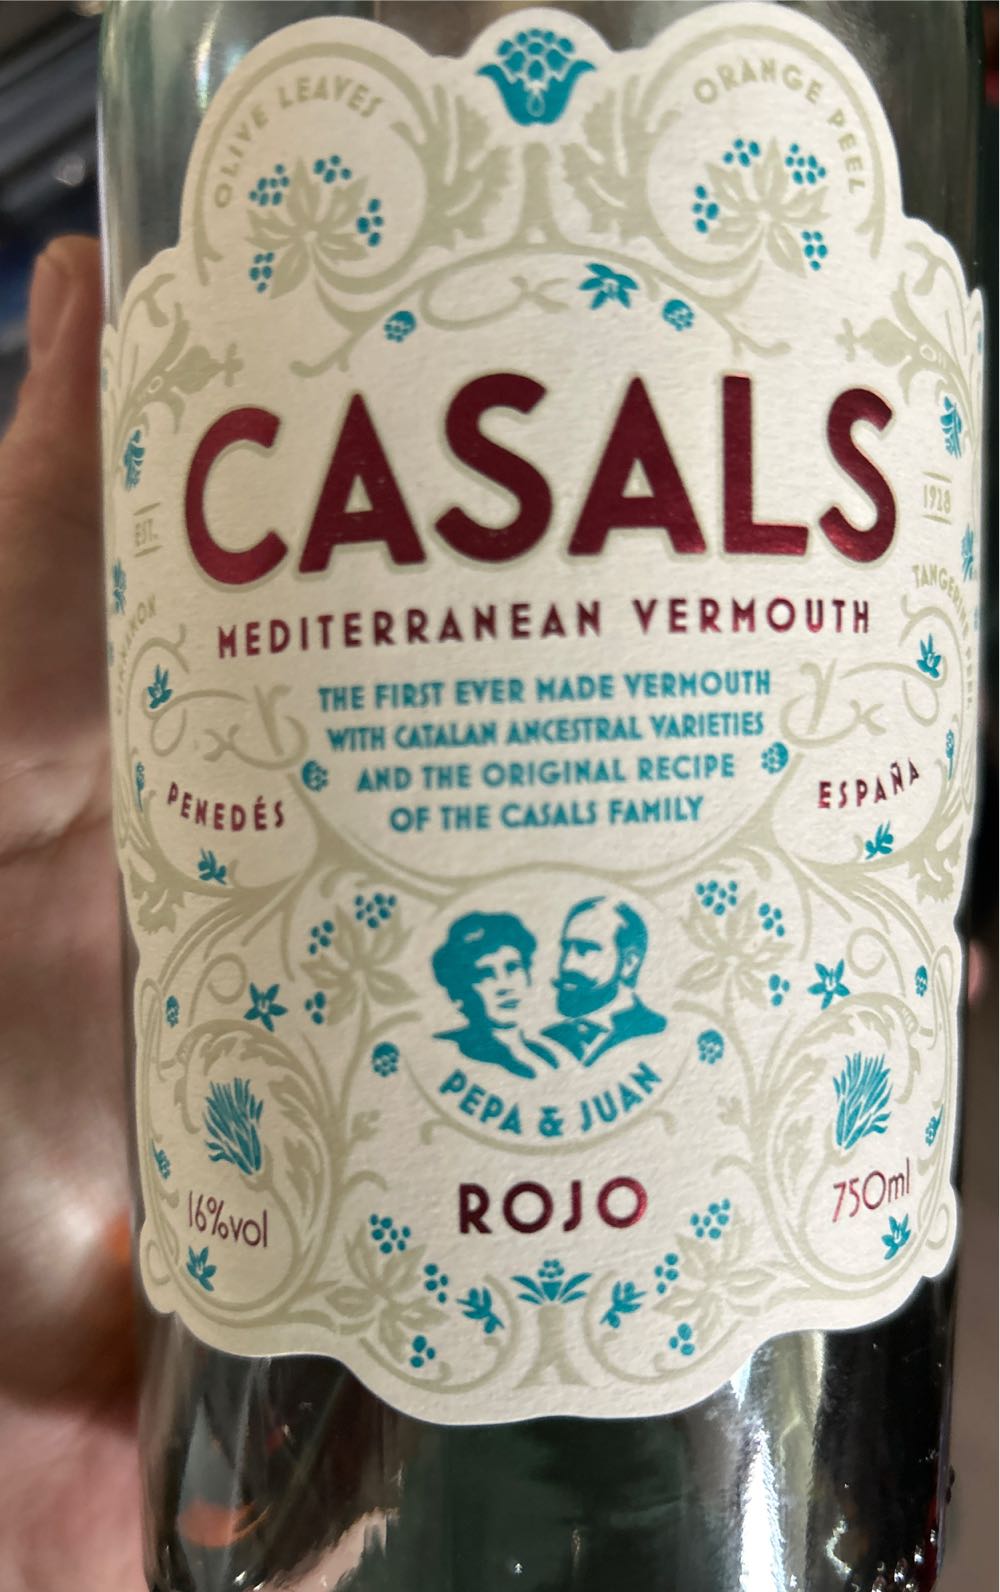 OLIVE LEAVES
ORANGE PEEL
CASALS
EST.
1928
CINNAMON
TANGERINE PEEL
MEDITERRANEAN VERMOUTH
THE FIRST EVER MADE VERMOUTH
WITH CATALAN ANCESTRAL VARIETIES
AND THE ORIGINAL RECIPE
OF THE CASALS FAMILY
PENEDÉS
ESPAÑA
PEPA & JUAN
ROJO
16%vol
750ml